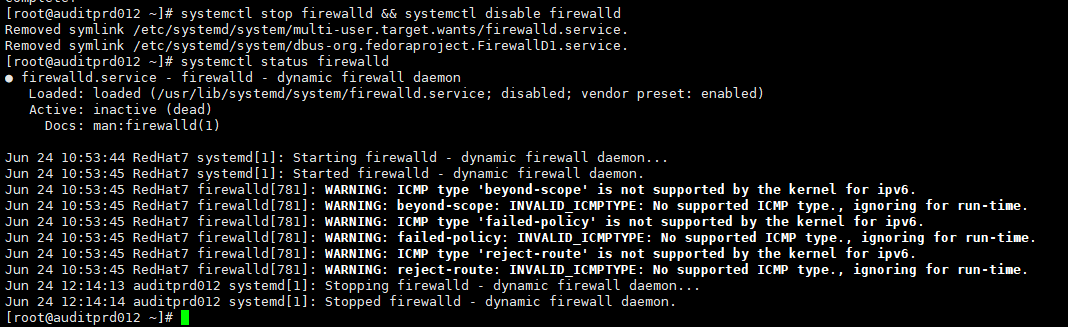 [root@auditprd012 ~]# systemctl stop firewalld && systemctl disable firewalld
Removed symlink /etc/systemd/system/multi-user.target.wants/firewalld.service.
Removed symlink /etc/systemd/system/dbus-org.fedoraproject.FirewallD1.service.
[root@auditprd012 ~]# systemctl status firewalld
● firewalld.service - firewalld - dynamic firewall daemon
   Loaded: loaded (/usr/lib/systemd/system/firewalld.service; disabled; vendor preset: enabled)
   Active: inactive (dead)
     Docs: man:firewalld(1)

Jun 24 10:53:44 RedHat7 systemd[1]: Starting firewalld - dynamic firewall daemon...
Jun 24 10:53:45 RedHat7 systemd[1]: Started firewalld - dynamic firewall daemon.
Jun 24 10:53:45 RedHat7 firewalld[781]: WARNING: ICMP type 'beyond-scope' is not supported by the kernel for ipv6.
Jun 24 10:53:45 RedHat7 firewalld[781]: WARNING: beyond-scope: INVALID_ICMPTYPE: No supported ICMP type., ignoring for run-time.
Jun 24 10:53:45 RedHat7 firewalld[781]: WARNING: ICMP type 'failed-policy' is not supported by the kernel for ipv6.
Jun 24 10:53:45 RedHat7 firewalld[781]: WARNING: failed-policy: INVALID_ICMPTYPE: No supported ICMP type., ignoring for run-time.
Jun 24 10:53:45 RedHat7 firewalld[781]: WARNING: ICMP type 'reject-route' is not supported by the kernel for ipv6.
Jun 24 10:53:45 RedHat7 firewalld[781]: WARNING: reject-route: INVALID_ICMPTYPE: No supported ICMP type., ignoring for run-time.
Jun 24 12:14:13 auditprd012 systemd[1]: Stopping firewalld - dynamic firewall daemon...
Jun 24 12:14:14 auditprd012 systemd[1]: Stopped firewalld - dynamic firewall daemon.
[root@auditprd012 ~]#